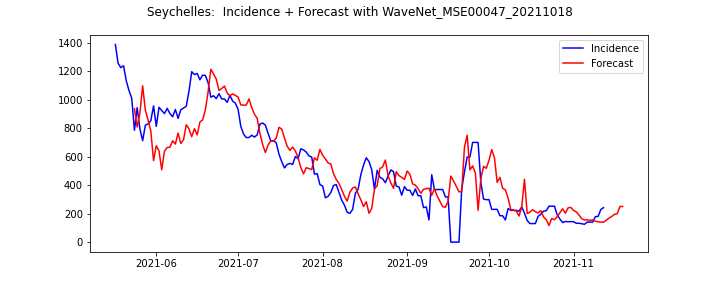 Seychelles:  Incidence + Forecast with WaveNet_MSE00047_20211018
1400
1200
1000
800
600
400
200
0
Incidence
Forecast
2021-06 2021-07 2021-08 2021-09 2021-10 2021-11